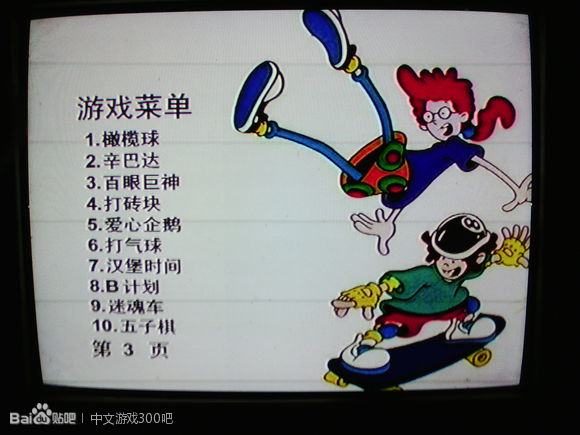 游戏菜单
1.橄榄球
2.辛巴达
3.百眼巨神
4.打砖块
5.爱心企鹅
6.打气球
7.汉堡时间
8.B计划
9.迷魂车
10.五子棋
第 3 页
8
Bai贴吧 | 中文游戏300吧